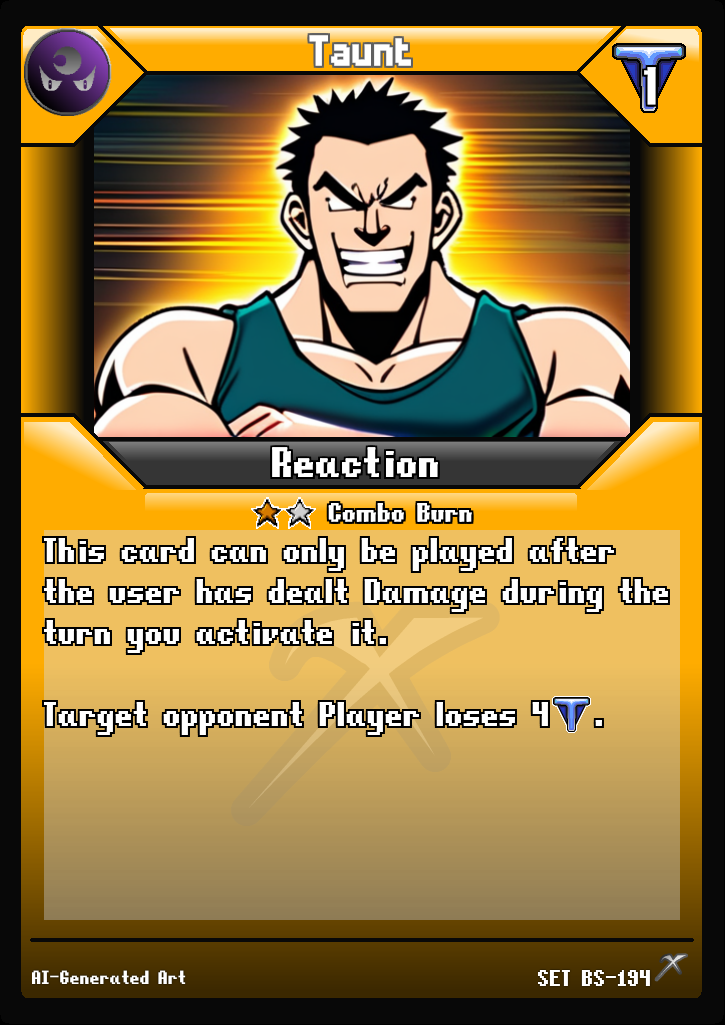 Taunt
T
1
Reaction
Combo Burn
This card can only be played after
the user has dealt Damage during the
turn you activate it.
Target opponent Player loses 4T.
AI-Generated Art
SET BS-194